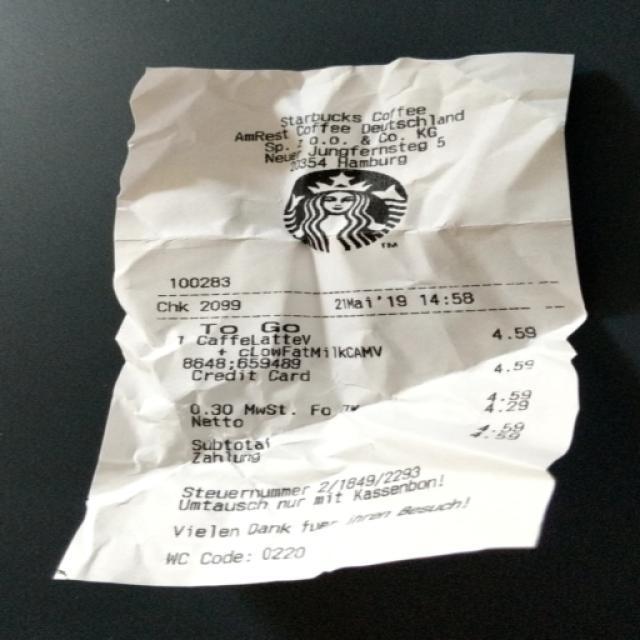 Starbucks Coffee
AmRest Coffee Deutschland
Sp. z o.o. & Co. KG
Neuer Jungfernsteg 5
20354 Hamburg
TM
100283
Chk 2099 21Mai'19 14:58
To Go
1 CaffeLatteV 4.59
+ cLowFatMilkCAMV
8648;659489
Credit Card 4.59
0.30 MwSt. Fo 4.59
Netto 4.29
Subtotal 4.59
Zahlung 4.59
Steuernummer 2/1849/2293
Umtausch nur mit Kassenbon!
Vielen Dank fuer ihren Besuch!
WC Code: 0220